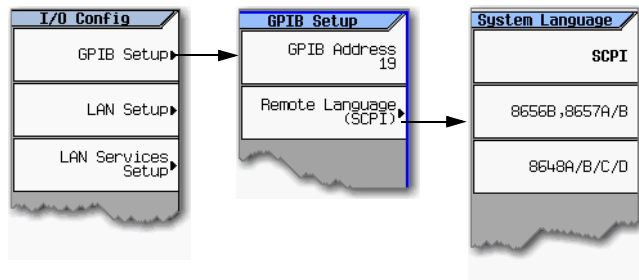 I/O Config
GPIB Setup
LAN Setup
LAN Services
Setup
GPIB Setup
GPIB Address
19
Remote Language
(SCPI)
System Language
SCPI
8656B,8657A/B
8648A/B/C/D